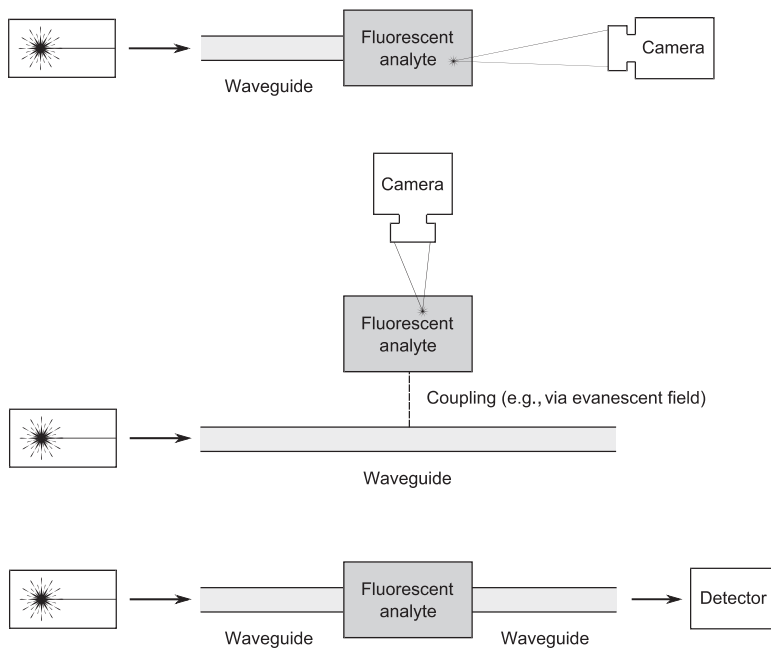 Fluorescent
analyte
Camera
Waveguide
Camera
Fluorescent
analyte
Coupling (e.g., via evanescent field)
Waveguide
Fluorescent
analyte
Detector
Waveguide
Waveguide